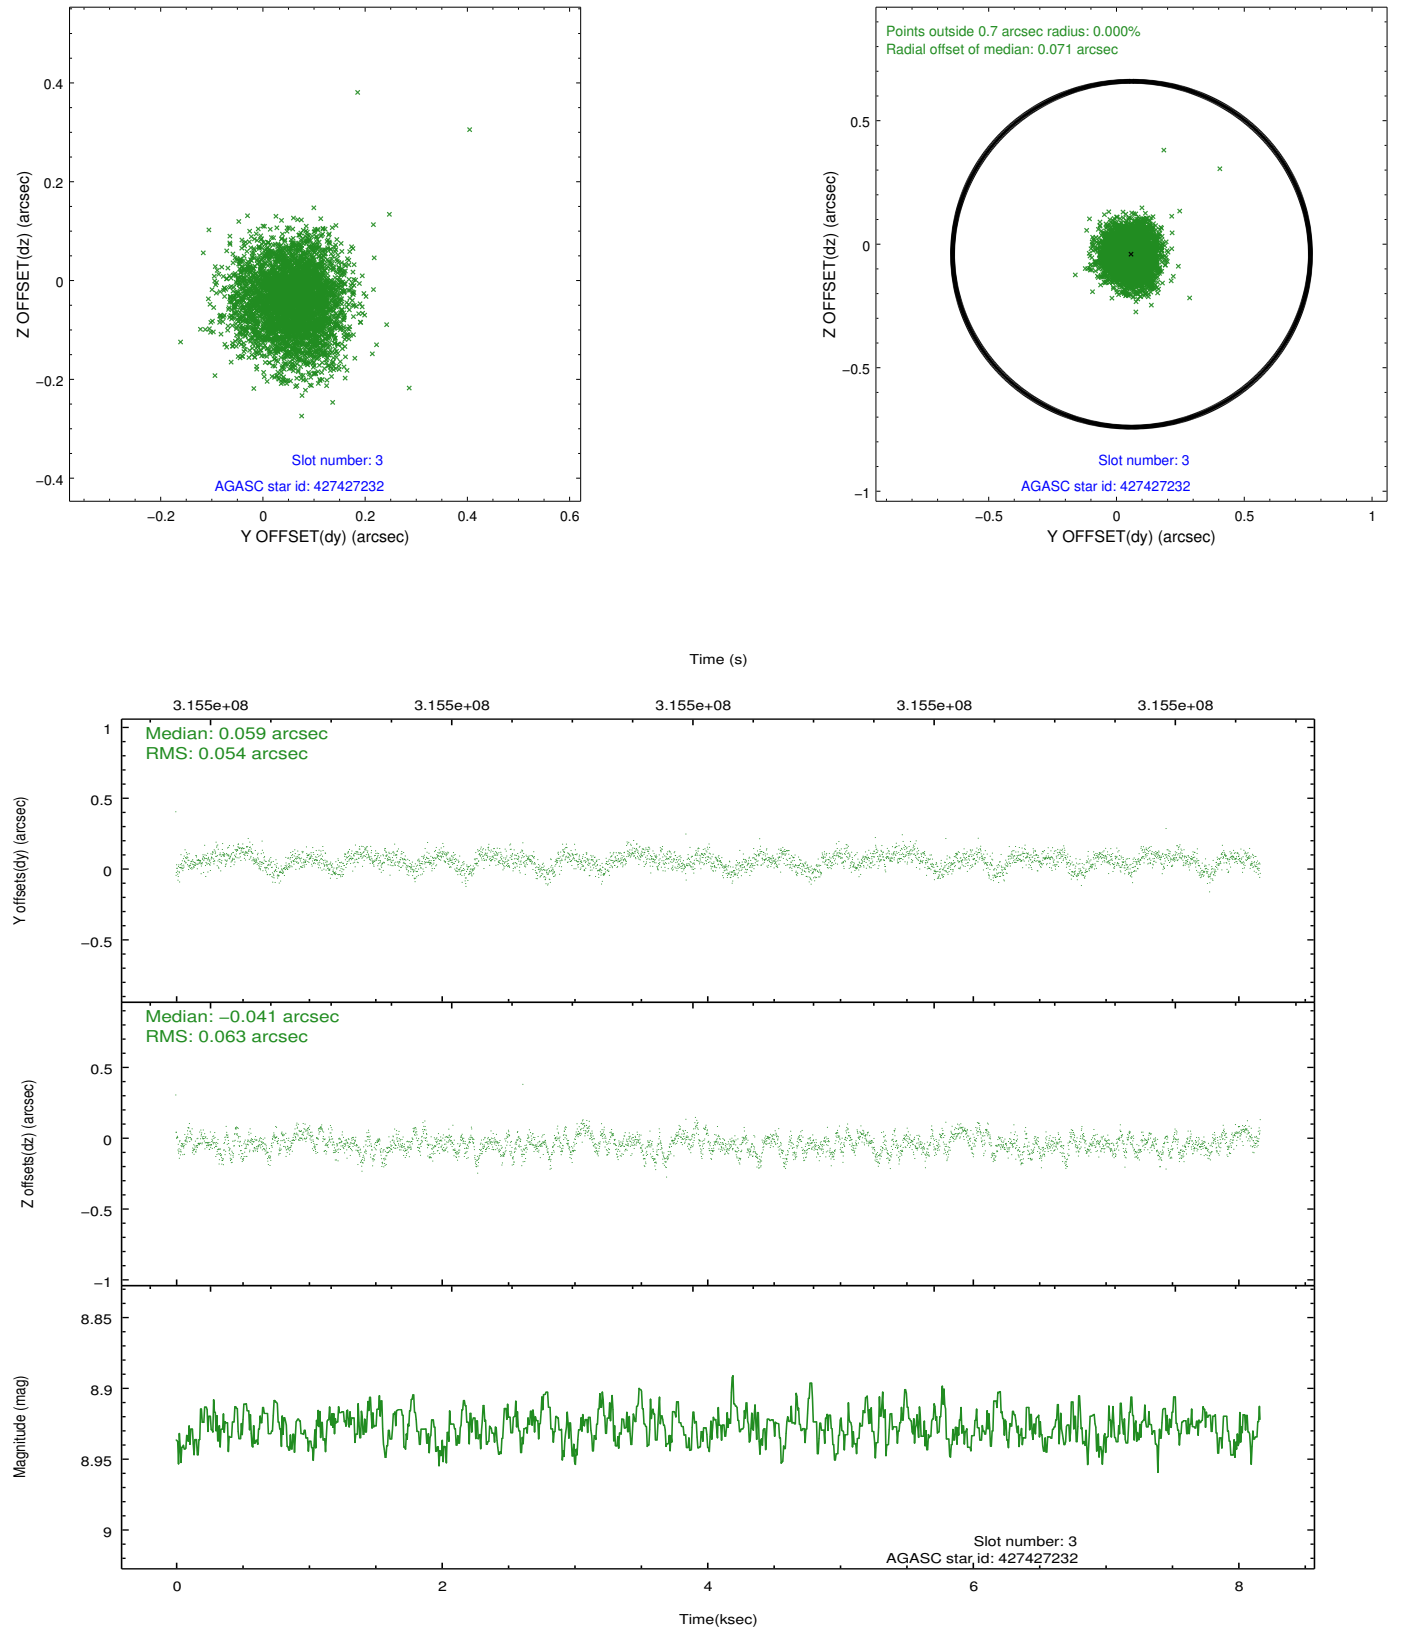 0.4
0.2
0
−0.2
−0.4
Z OFFSET(dz) (arcsec)
Slot number: 3
AGASC star id: 427427232
−0.2
0
0.2
0.4
0.6
Y OFFSET(dy) (arcsec)
Points outside 0.7 arcsec radius: 0.000%
Radial offset of median: 0.071 arcsec
0.5
0
−0.5
−1
Z OFFSET(dz) (arcsec)
Slot number: 3
AGASC star id: 427427232
−0.5
0
0.5
1
Y OFFSET(dy) (arcsec)
Time (s)
3.155e+08
3.155e+08
3.155e+08
3.155e+08
3.155e+08
Median: 0.059 arcsec
RMS: 0.054 arcsec
1
0.5
0
−0.5
Y offsets(dy) (arcsec)
Median: −0.041 arcsec
RMS: 0.063 arcsec
0.5
0
−0.5
−1
Z offsets(dz) (arcsec)
8.85
8.9
8.95
9
Magnitude (mag)
Slot number: 3
AGASC star id: 427427232
0
2
4
6
8
Time(ksec)